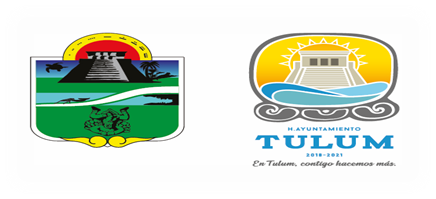 H. AYUNTAMIENTO
TULUM
2018-2021
En Tulum, contigo hacemos más.